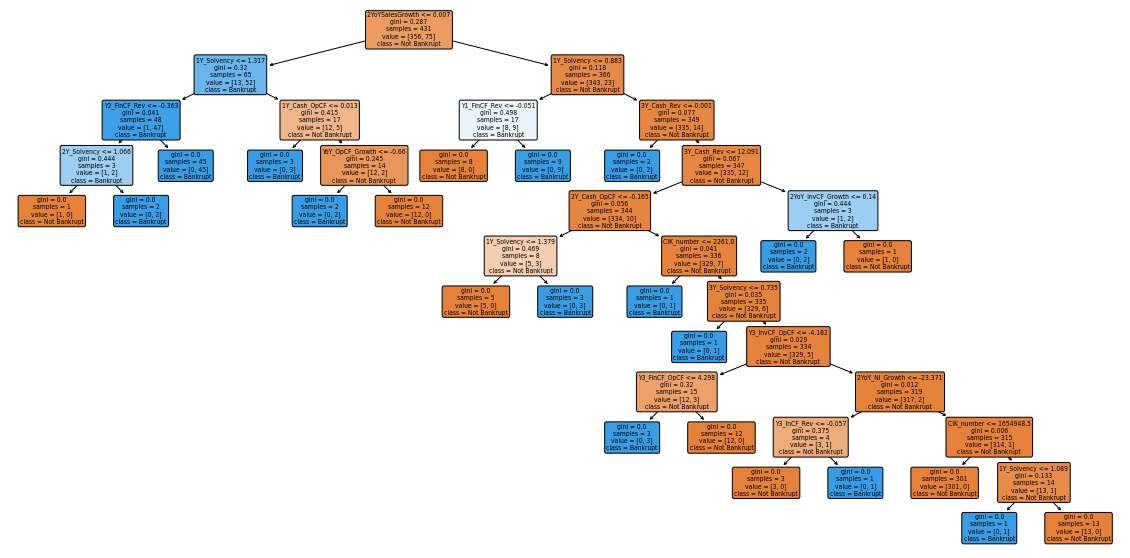 2YoYSalesGrowth <= 0.007
gini = 0.287
samples = 431
value = [356, 75]
class = Not Bankrupt
1Y_Solvency <= 1.317
gini = 0.32
samples = 65
value = [13, 52]
class = Bankrupt
1Y_Solvency <= 0.883
gini = 0.118
samples = 366
value = [343, 23]
class = Not Bankrupt
Y2_FinCF_Rev <= -0.363
gini = 0.041
samples = 48
value = [1, 47]
class = Bankrupt
1Y_Cash_OpCF <= 0.013
gini = 0.415
samples = 17
value = [12, 5]
class = Not Bankrupt
Y1_FinCF_Rev <= -0.051
gini = 0.498
samples = 17
value = [8, 9]
class = Bankrupt
3Y_Cash_Rev <= 0.001
gini = 0.077
samples = 349
value = [335, 14]
class = Not Bankrupt
2Y_Solvency <= 1.066
gini = 0.444
samples = 3
value = [1, 2]
class = Bankrupt
gini = 0.0
samples = 45
value = [0, 45]
class = Bankrupt
gini = 0.0
samples = 3
value = [0, 3]
class = Bankrupt
YoY_OpCF_Growth <= -0.66
gini = 0.245
samples = 14
value = [12, 2]
class = Not Bankrupt
gini = 0.0
samples = 8
value = [8, 0]
class = Not Bankrupt
gini = 0.0
samples = 9
value = [0, 9]
class = Bankrupt
gini = 0.0
samples = 2
value = [0, 2]
class = Bankrupt
3Y_Cash_Rev <= 12.091
gini = 0.067
samples = 347
value = [335, 12]
class = Not Bankrupt
gini = 0.0
samples = 1
value = [1, 0]
class = Not Bankrupt
gini = 0.0
samples = 2
value = [0, 2]
class = Bankrupt
gini = 0.0
samples = 2
value = [0, 2]
class = Bankrupt
gini = 0.0
samples = 12
value = [12, 0]
class = Not Bankrupt
2Y_Cash_OpCF <= -0.165
gini = 0.056
samples = 344
value = [334, 10]
class = Not Bankrupt
2YoY_InvCF_Growth <= 0.14
gini = 0.444
samples = 3
value = [1, 2]
class = Bankrupt
1Y_Solvency <= 1.379
gini = 0.469
samples = 8
value = [5, 3]
class = Not Bankrupt
CIK_number <= 2261.0
gini = 0.041
samples = 336
value = [329, 7]
class = Not Bankrupt
gini = 0.0
samples = 2
value = [0, 2]
class = Bankrupt
gini = 0.0
samples = 1
value = [1, 0]
class = Not Bankrupt
gini = 0.0
samples = 5
value = [5, 0]
class = Not Bankrupt
gini = 0.0
samples = 3
value = [0, 3]
class = Bankrupt
gini = 0.0
samples = 1
value = [0, 1]
class = Bankrupt
3Y_Solvency <= 0.735
gini = 0.035
samples = 335
value = [329, 6]
class = Not Bankrupt
gini = 0.0
samples = 1
value = [0, 1]
class = Bankrupt
Y3_InvCF_OpCF <= -4.182
gini = 0.029
samples = 334
value = [329, 5]
class = Not Bankrupt
Y3_FinCF_OpCF <= 4.298
gini = 0.32
samples = 15
value = [12, 3]
class = Not Bankrupt
2YoY_NI_Growth <= -23.371
gini = 0.012
samples = 319
value = [317, 2]
class = Not Bankrupt
gini = 0.0
samples = 3
value = [0, 3]
class = Bankrupt
gini = 0.0
samples = 12
value = [12, 0]
class = Not Bankrupt
Y3_InCF_Rev <= -0.057
gini = 0.375
samples = 4
value = [3, 1]
class = Not Bankrupt
CIK_number <= 1654948.5
gini = 0.006
samples = 315
value = [314, 1]
class = Not Bankrupt
gini = 0.0
samples = 3
value = [3, 0]
class = Not Bankrupt
gini = 0.0
samples = 1
value = [0, 1]
class = Bankrupt
gini = 0.0
samples = 301
value = [301, 0]
class = Not Bankrupt
1Y_Solvency <= 1.089
gini = 0.133
samples = 14
value = [13, 1]
class = Not Bankrupt
gini = 0.0
samples = 1
value = [0, 1]
class = Bankrupt
gini = 0.0
samples = 13
value = [13, 0]
class = Not Bankrupt